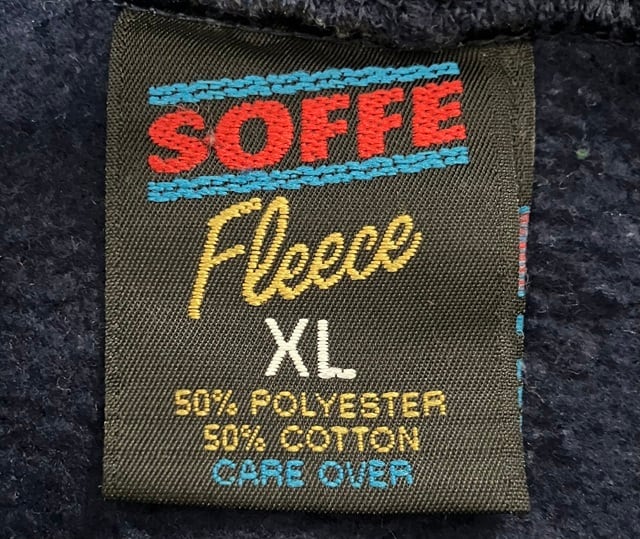 SOFFE
Fleece
XL
50% POLYESTER
50% COTTON
CARE OVER